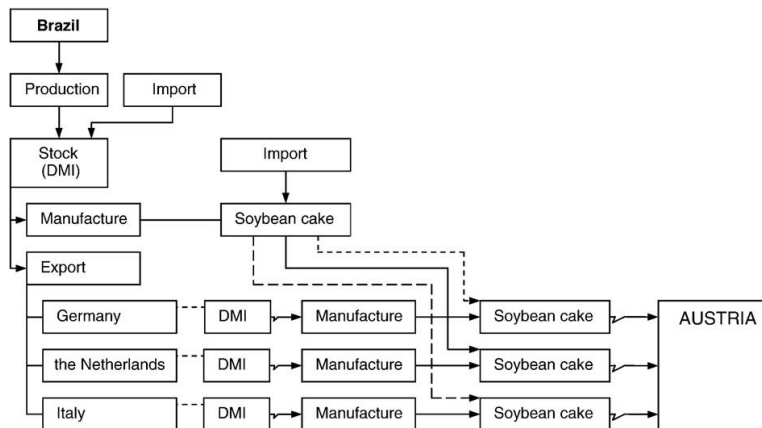 Brazil
Production
Import
Stock
(DMI)
Import
Manufacture
Soybean cake
Export
Germany
DMI
Manufacture
Soybean cake
AUSTRIA
the Netherlands
DMI
Manufacture
Soybean cake
Italy
DMI
Manufacture
Soybean cake